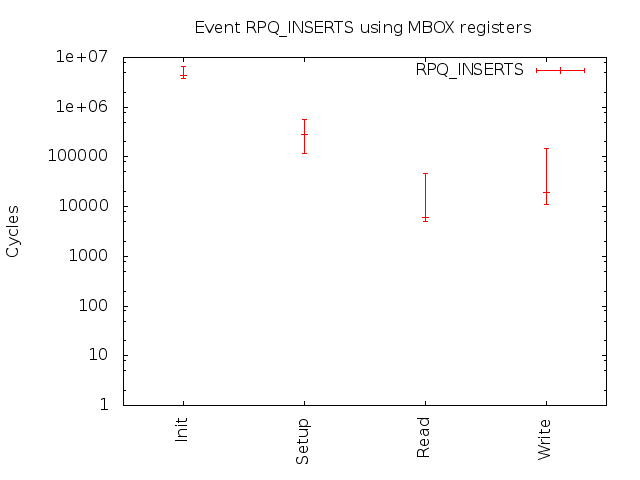 Event RPQ_INSERTS using MBOX registers
RPQ_INSERTS
1e+07
1e+06
100000
10000
1000
100
10
1
Cycles
Init
Setup
Read
Write